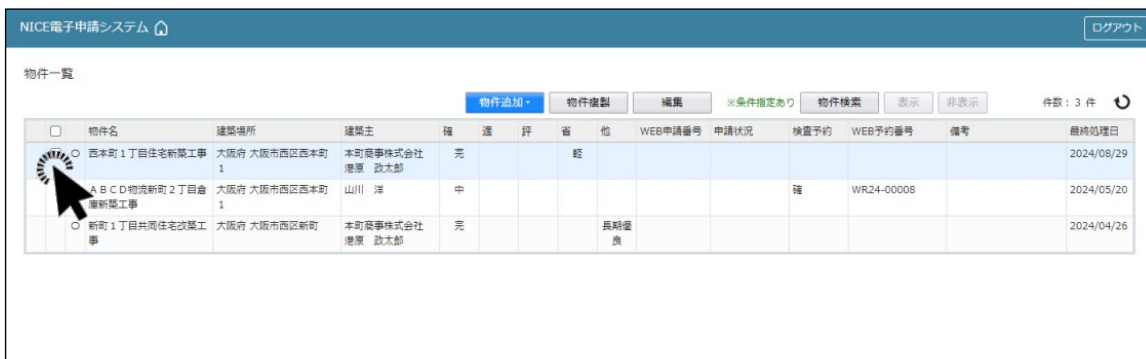 NICE電子申請システム
ログアウト
物件一覧
物件追加
物件複製
編集
※条件指定あり
物件検索
表示
非表示
件数: 3 件
物件名 建築場所 建築主 確 適 評 省 他 WEB申請番号 申請状況 検査予約 WEB予約番号 備考 最終処理日
○ 西本町1丁目住宅新築工事 大阪府 大阪市西区西本町 本町商事株式会社 完 軽 2024/08/29
1 港原 政太郎
ABCD物流新町2丁目倉 大阪府 大阪市西区西本町 山川 洋 中 確 WR24-00008 2024/05/20
庫新築工事 1
○ 新町1丁目共同住宅改築工 大阪府 大阪市西区新町 本町商事株式会社 完 長期優 2024/04/26
事 港原 政太郎 良